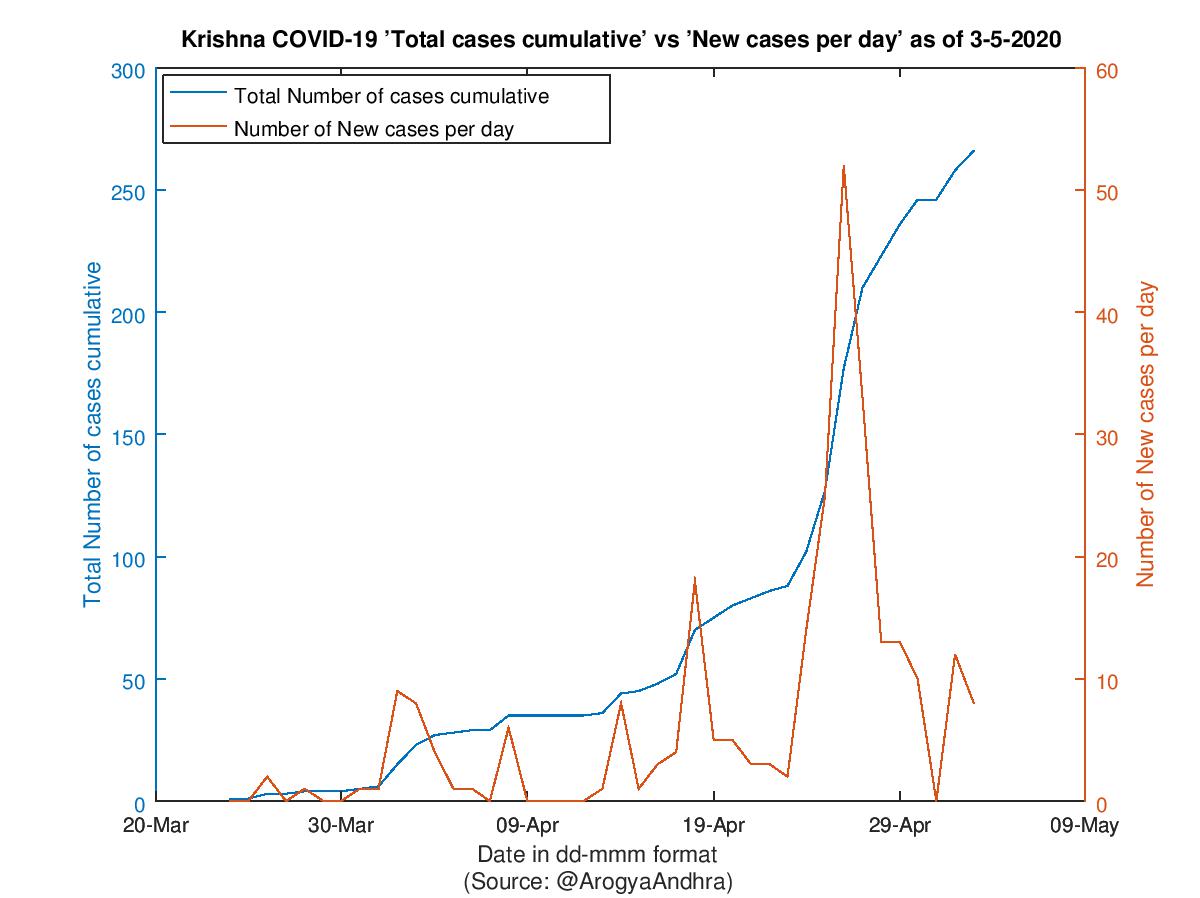 Krishna COVID-19 ’Total cases cumulative’ vs ’New cases per day’ as of 3-5-2020
Total Number of cases cumulative
Number of New cases per day
Total Number of cases cumulative
300
250
200
150
100
50
0
60
50
40
30
20
10
0
Number of New cases per day
20-Mar 30-Mar 09-Apr 19-Apr 29-Apr 09-May
Date in dd-mmm format
(Source: @ArogyaAndhra)